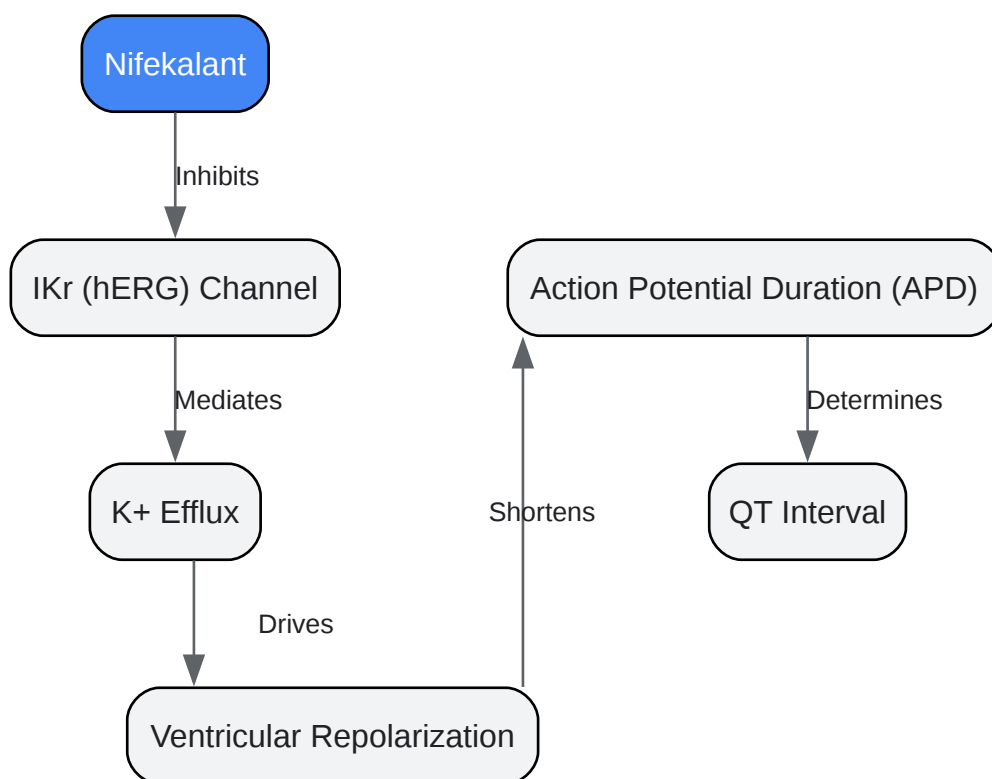 Nifekalant
Inhibits
IKr (hERG) Channel
Mediates
K+ Efflux
Drives
Ventricular Repolarization
Shortens
Action Potential Duration (APD)
Determines
QT Interval